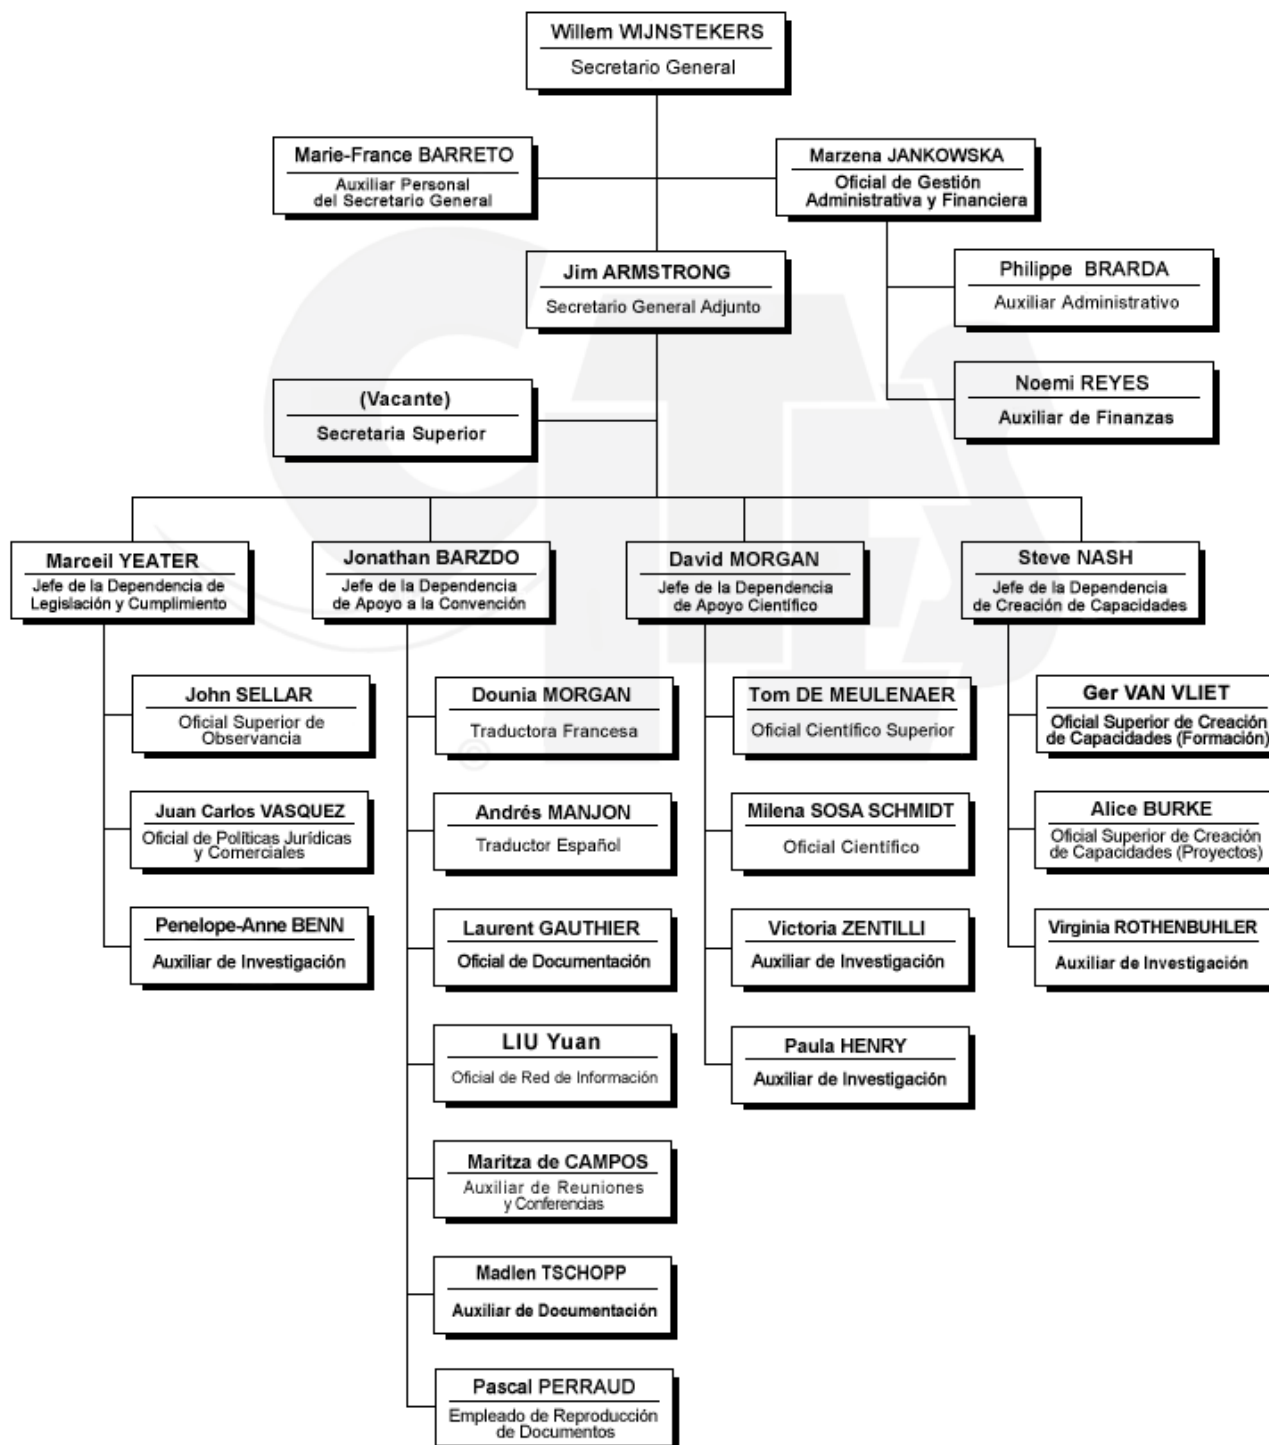 Willem WIJNSTEKERS
Secretario General
Marie-France BARRETO
Auxiliar Personal
del Secretario General
Marzena JANKOWSKA
Oficial de Gestión
Administrativa y Financiera
Jim ARMSTRONG
Secretario General Adjunto
Philippe BRARDA
Auxiliar Administrativo
Noemi REYES
Auxiliar de Finanzas
(Vacante)
Secretaria Superior
Marceil YEATER
Jefe de la Dependencia de
Legislación y Cumplimiento
John SELLAR
Oficial Superior de
Observancia
Juan Carlos VASQUEZ
Oficial de Políticas Jurídicas
y Comerciales
Penelope-Anne BENN
Auxiliar de Investigación
Jonathan BARZDO
Jefe de la Dependencia
de Apoyo a la Convención
Dounia MORGAN
Traductora Francesa
Andrés MANJON
Traductor Español
Laurent GAUTHIER
Oficial de Documentación
LIU Yuan
Oficial de Red de Información
Maritza de CAMPOS
Auxiliar de Reuniones
y Conferencias
Madlen TSCHOPP
Auxiliar de Documentación
Pascal PERRAUD
Empleado de Reproducción
de Documentos
David MORGAN
Jefe de la Dependencia
de Apoyo Científico
Tom DE MEULENAER
Oficial Científico Superior
Milena SOSA SCHMIDT
Oficial Científico
Victoria ZENTILLI
Auxiliar de Investigación
Paula HENRY
Auxiliar de Investigación
Steve NASH
Jefe de la Dependencia
de Creación de Capacidades
Ger VAN VLIET
Oficial Superior de Creación
de Capacidades (Formación)
Alice BURKE
Oficial Superior de Creación
de Capacidades (Proyectos)
Virginia ROTHENBUHLER
Auxiliar de Investigación
CITES
©